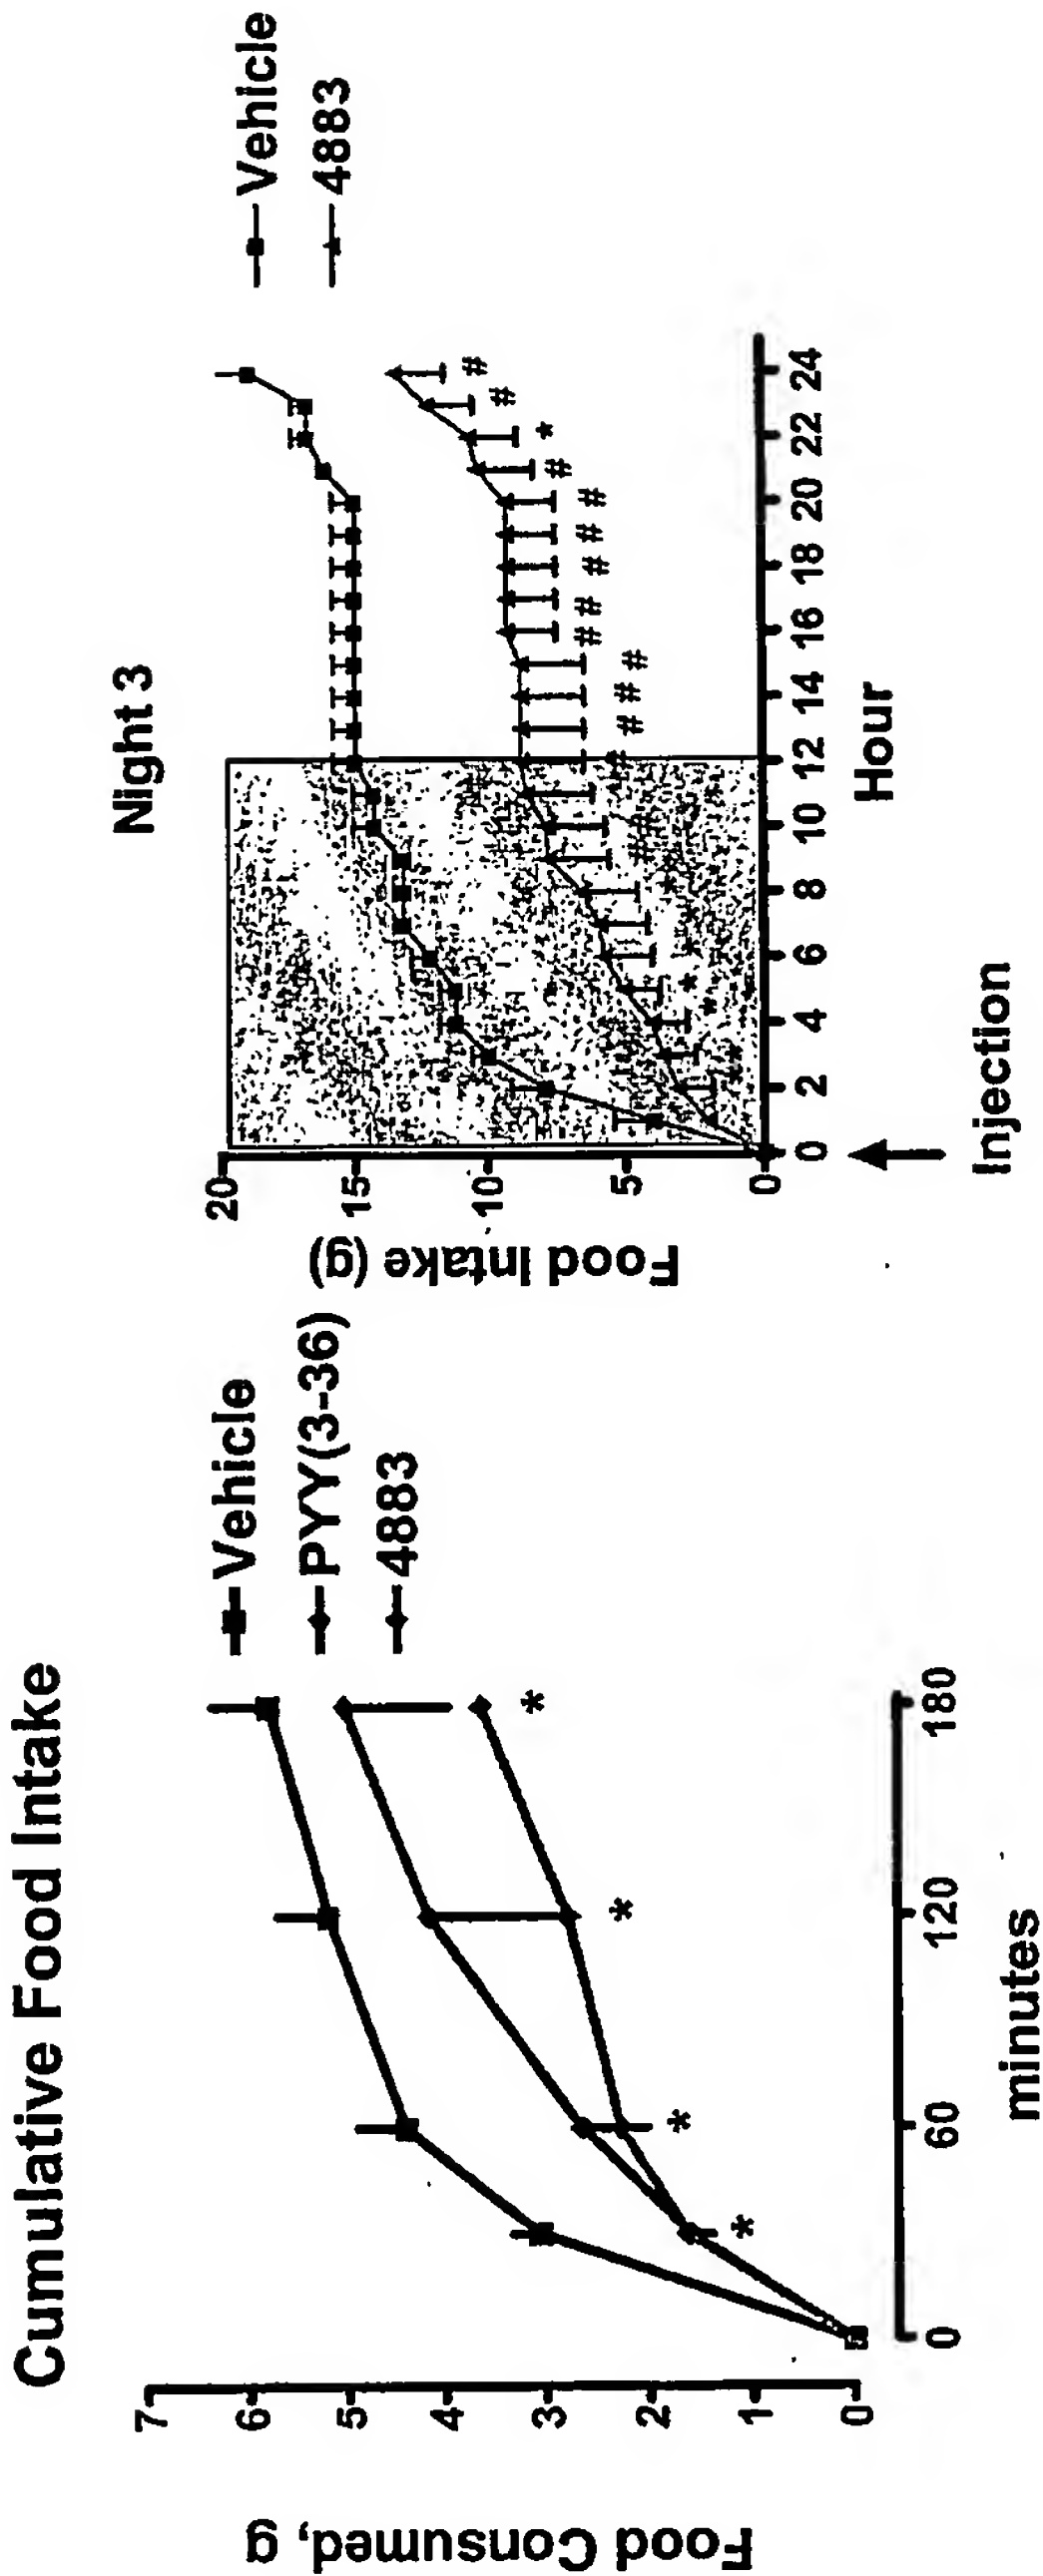 Cumulative Food Intake
Food Consumed, g
7
6
5
4
3
2
1
0
0 60 120 180
minutes
Vehicle
PYY(3-36)
4883
* * * *
Night 3
Food Intake (g)
20
15
10
5
0
0 2 4 6 8 10 12 14 16 18 20 22 24
Hour
Injection
Vehicle
4883
# # # # # # # # # * # #